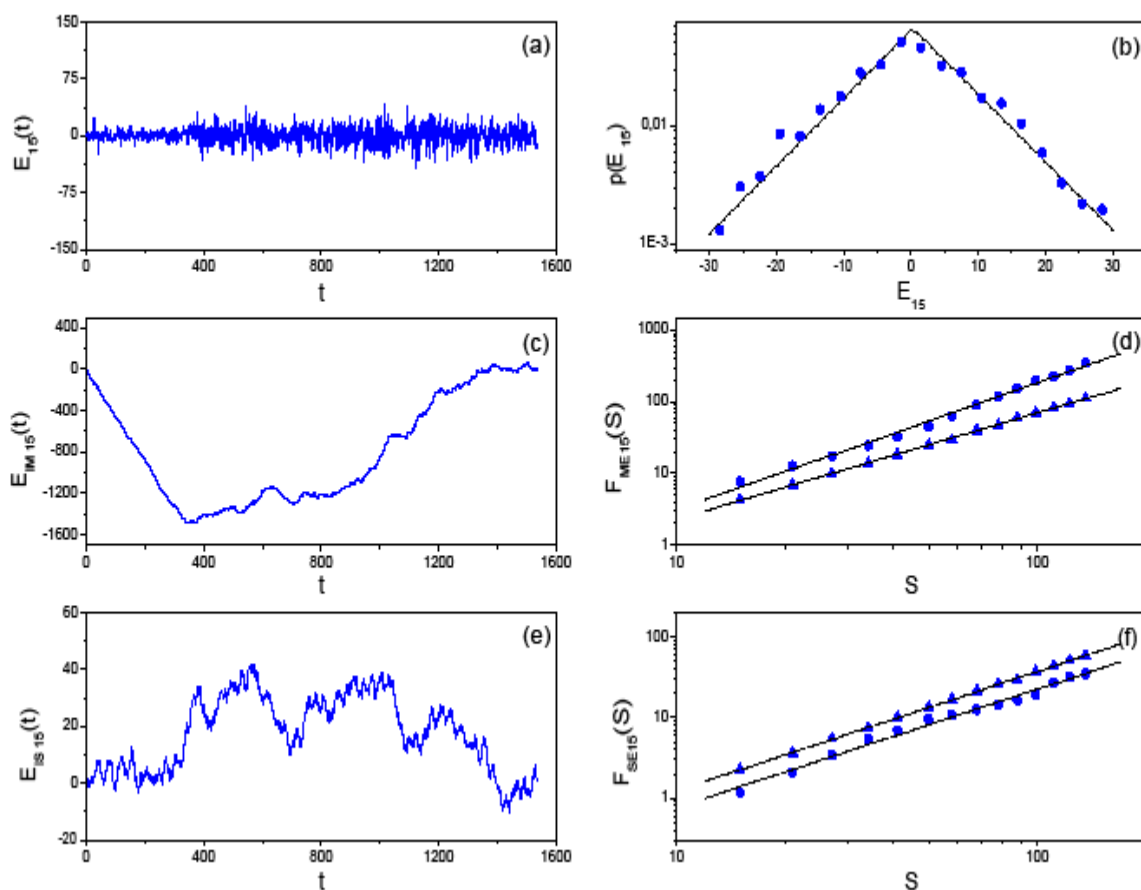 (a)
E15(t)
150
75
0
-75
-150
0 400 800 1200 1600
t
(b)
p(E 15)
0,01
1E-3
-30 -20 -10 0 10 20 30
E15
(c)
EIM 15(t)
400
0
-400
-800
-1200
-1600
0 400 800 1200 1600
t
(d)
FME15(S)
1000
100
10
1
10 100
S
(e)
EIS 15(t)
60
40
20
0
-20
0 400 800 1200 1600
t
(f)
FSE15(S)
100
10
1
10 100
S